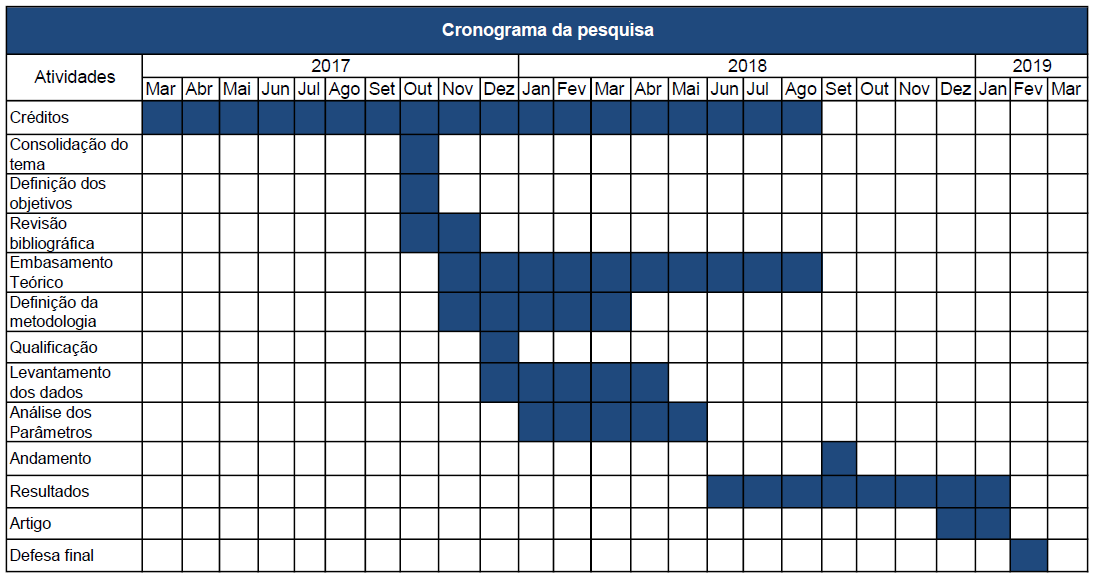 Cronograma da pesquisa
Atividades
2017 2018 2019
Mar Abr Mai Jun Jul Ago Set Out Nov Dez Jan Fev Mar Abr Mai Jun Jul Ago Set Out Nov Dez Jan Fev Mar
Créditos
Consolidação do
tema
Definição dos
objetivos
Revisão
bibliográfica
Embasamento
Teórico
Definição da
metodologia
Qualificação
Levantamento
dos dados
Análise dos
Parâmetros
Andamento
Resultados
Artigo
Defesa final